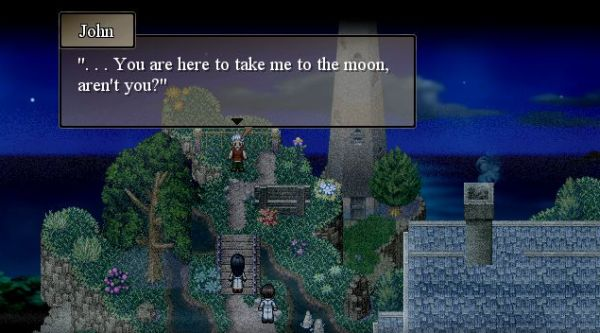 John
". . . You are here to take me to the moon,
aren't you?"